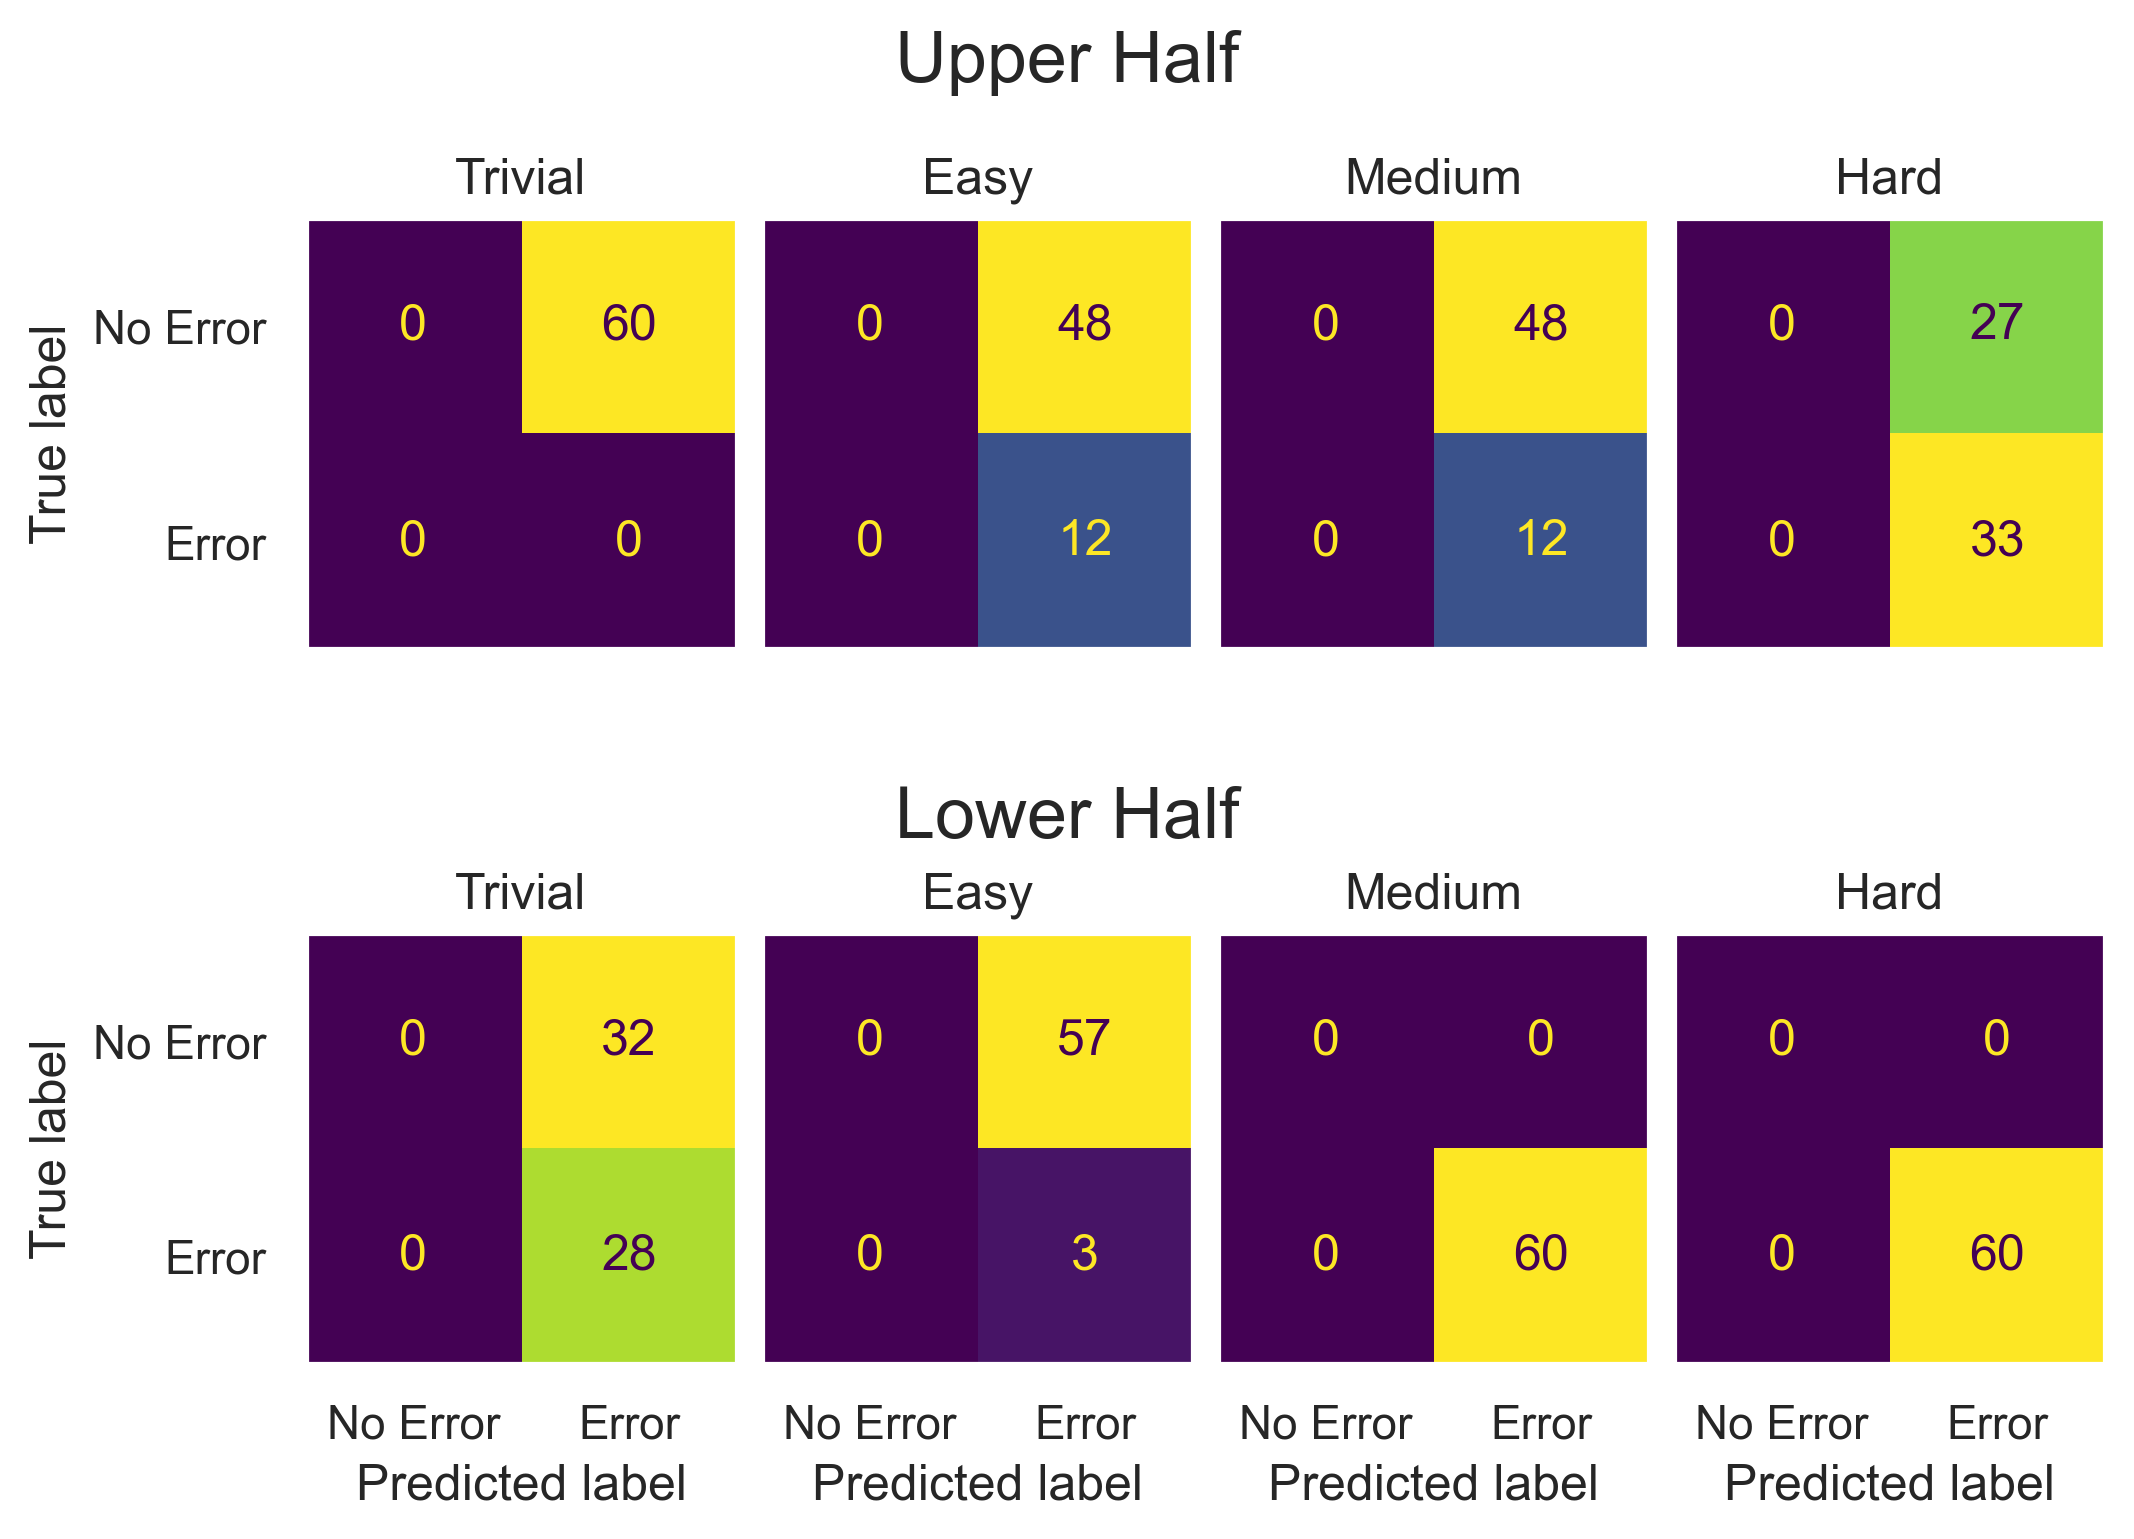 Upper Half
Trivial Easy Medium Hard
True label
No Error 0 60 0 48 0 48 0 27
Error 0 0 0 12 0 12 0 33
Lower Half
Trivial Easy Medium Hard
True label
No Error 0 32 0 57 0 0 0 0
Error 0 28 0 3 0 60 0 60
No Error Error No Error Error No Error Error No Error Error
Predicted label Predicted label Predicted label Predicted label